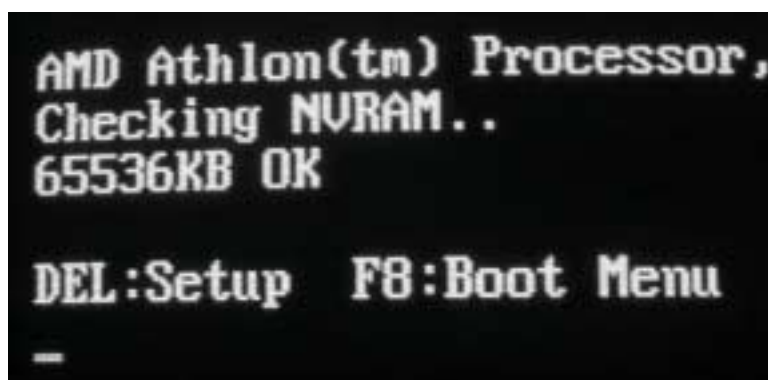 AMD Athlon(tm) Processor,
Checking NVRAM..
65536KB OK
DEL:Setup F8:Boot Menu